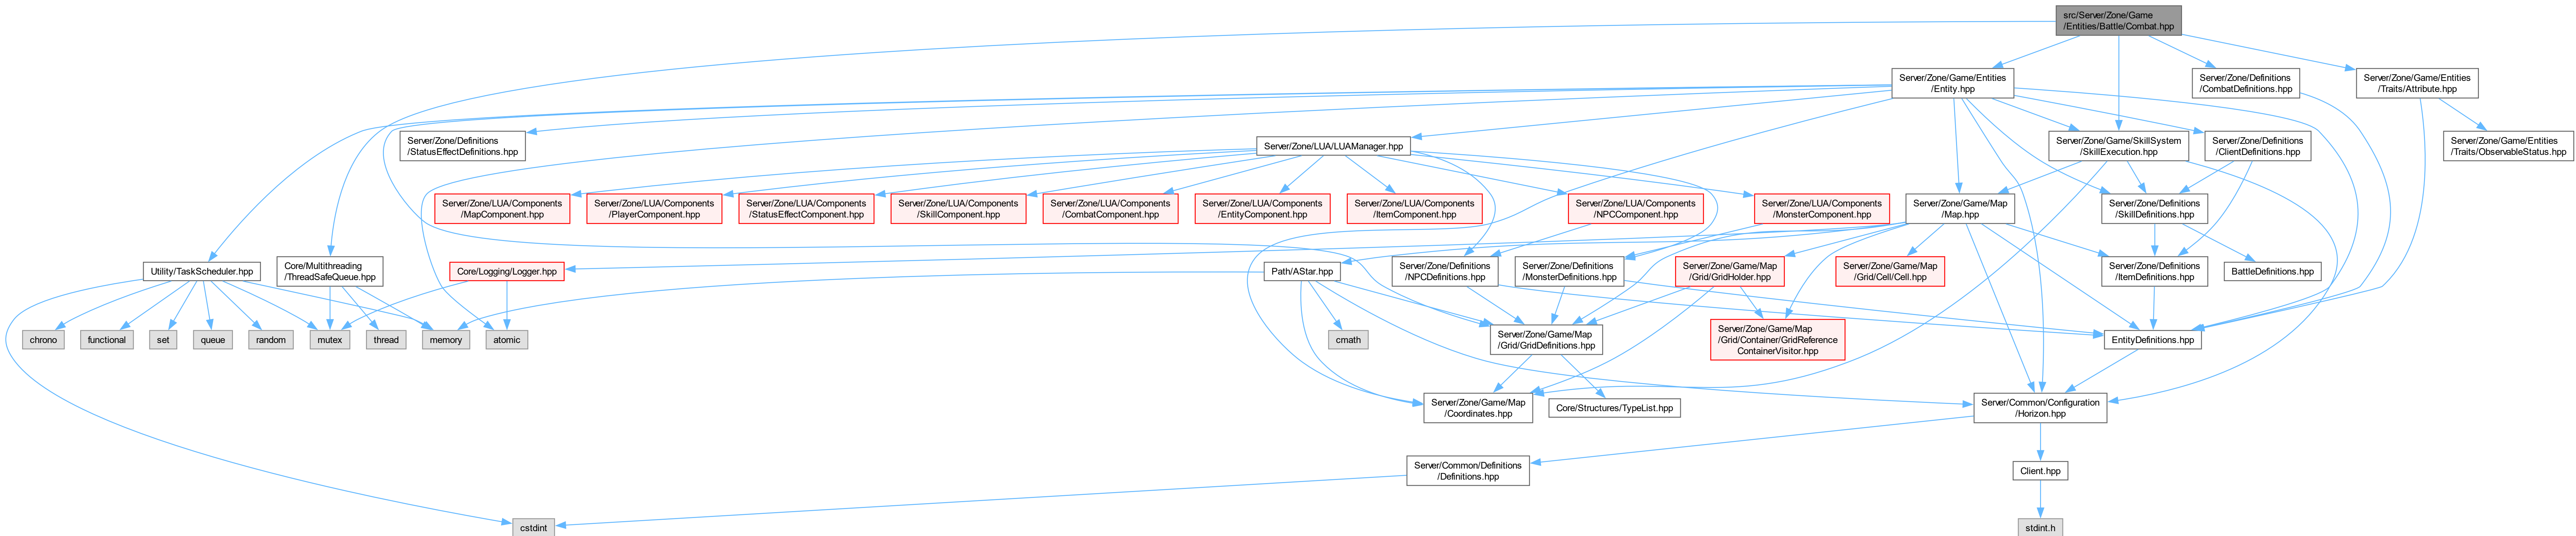 src/Server/Zone/Game
/Entities/Battle/Combat.hpp
Server/Zone/Game/Entities
/Entity.hpp
Server/Zone/Definitions
/CombatDefinitions.hpp
Server/Zone/Game/Entities
/Traits/Attribute.hpp
Server/Zone/Definitions
/StatusEffectDefinitions.hpp
Server/Zone/LUA/LUAManager.hpp
Server/Zone/Game/SkillSystem
/SkillExecution.hpp
Server/Zone/Definitions
/ClientDefinitions.hpp
Server/Zone/Game/Entities
/Traits/ObservableStatus.hpp
Server/Zone/LUA/Components
/MapComponent.hpp
Server/Zone/LUA/Components
/PlayerComponent.hpp
Server/Zone/LUA/Components
/StatusEffectComponent.hpp
Server/Zone/LUA/Components
/SkillComponent.hpp
Server/Zone/LUA/Components
/CombatComponent.hpp
Server/Zone/LUA/Components
/EntityComponent.hpp
Server/Zone/LUA/Components
/ItemComponent.hpp
Server/Zone/LUA/Components
/NPCComponent.hpp
Server/Zone/LUA/Components
/MonsterComponent.hpp
Server/Zone/Game/Map
/Map.hpp
Server/Zone/Definitions
/SkillDefinitions.hpp
Utility/TaskScheduler.hpp
Core/Multithreading
/ThreadSafeQueue.hpp
Core/Logging/Logger.hpp
Path/AStar.hpp
Server/Zone/Definitions
/NPCDefinitions.hpp
Server/Zone/Definitions
/MonsterDefinitions.hpp
Server/Zone/Game/Map
/Grid/GridHolder.hpp
Server/Zone/Game/Map
/Grid/Cell/Cell.hpp
Server/Zone/Definitions
/ItemDefinitions.hpp
BattleDefinitions.hpp
chrono
functional
set
queue
random
mutex
thread
memory
atomic
cmath
Server/Zone/Game/Map
/Grid/GridDefinitions.hpp
Server/Zone/Game/Map
/Grid/Container/GridReference
ContainerVisitor.hpp
EntityDefinitions.hpp
Server/Zone/Game/Map
/Coordinates.hpp
Core/Structures/TypeList.hpp
Server/Common/Configuration
/Horizon.hpp
Server/Common/Definitions
/Definitions.hpp
Client.hpp
cstdint
stdint.h